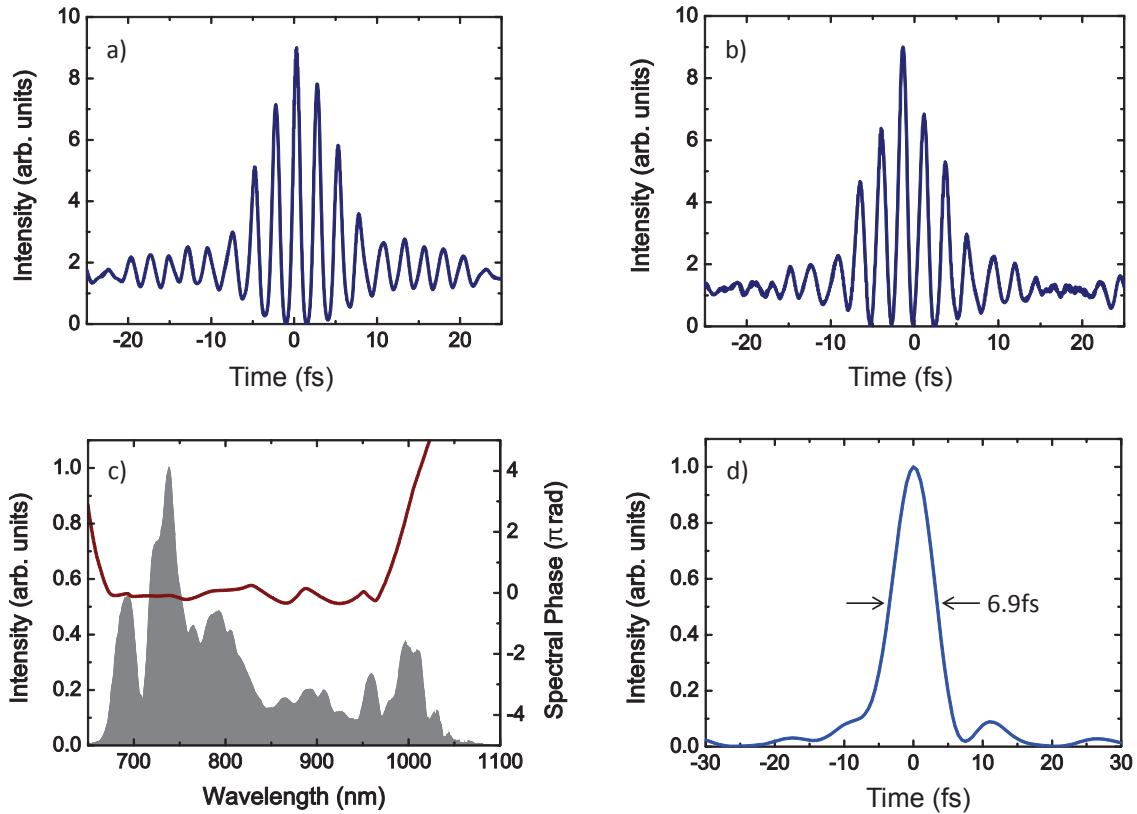 a)
Intensity (arb. units)
10
8
6
4
2
0
-20 -10 0 10 20
Time (fs)
b)
Intensity (arb. units)
10
8
6
4
2
0
-20 -10 0 10 20
Time (fs)
c)
Intensity (arb. units)
1.0
0.8
0.6
0.4
0.2
0.0
700 800 900 1000 1100
Wavelength (nm)
4
2
0
-2
-4
Spectral Phase (π rad)
d)
Intensity (arb. units)
1.0
0.8
0.6
0.4
0.2
0.0
6.9fs
-30 -20 -10 0 10 20 30
Time (fs)